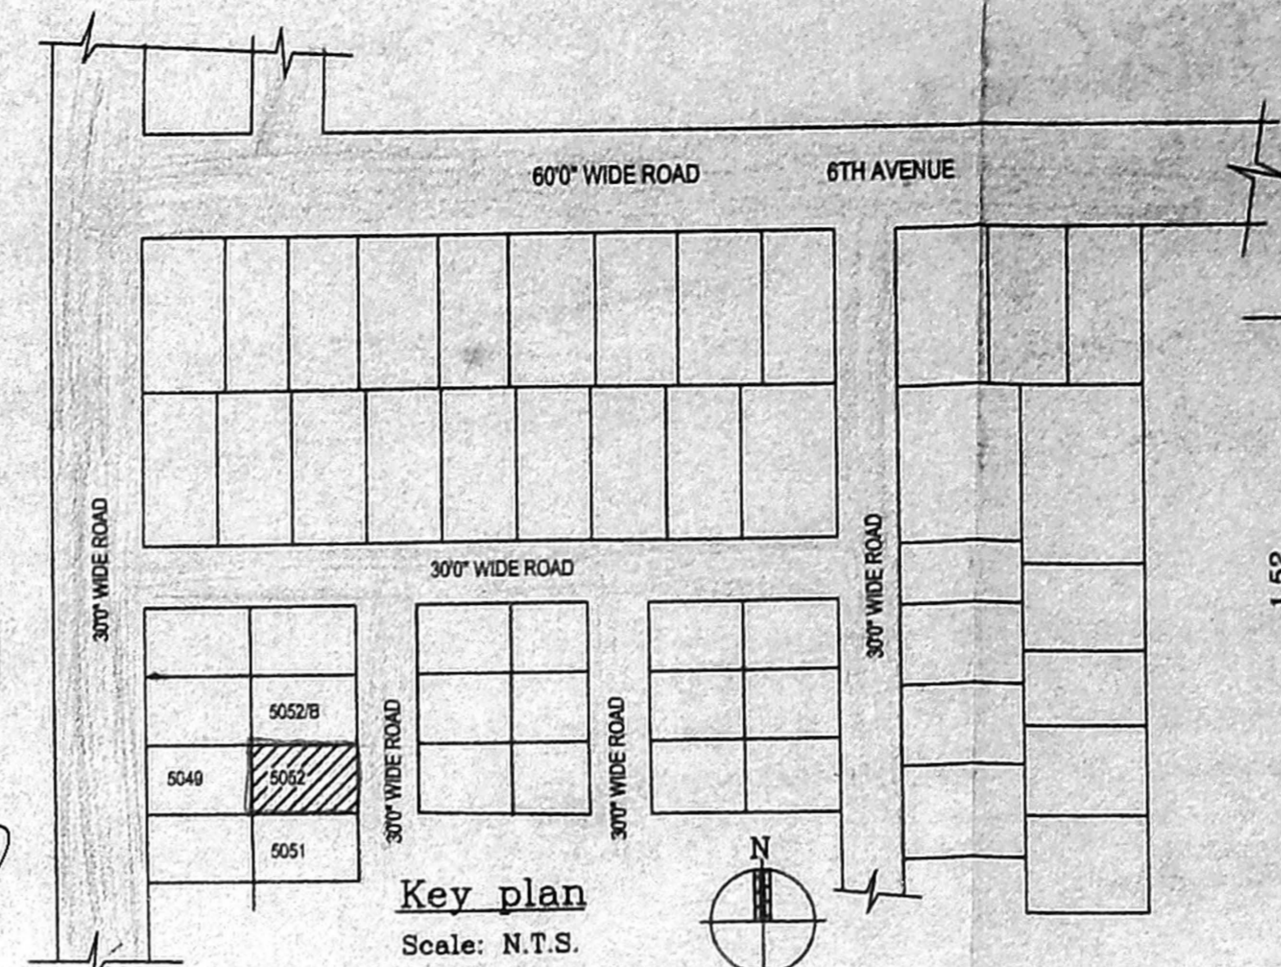 60'0" WIDE ROAD
6TH AVENUE
30'0" WIDE ROAD
30'0" WIDE ROAD
30'0" WIDE ROAD
152
5052/B
30'0" WIDE ROAD
30'0" WIDE ROAD
5049
5052
5051
N
Key plan
Scale: N.T.S.